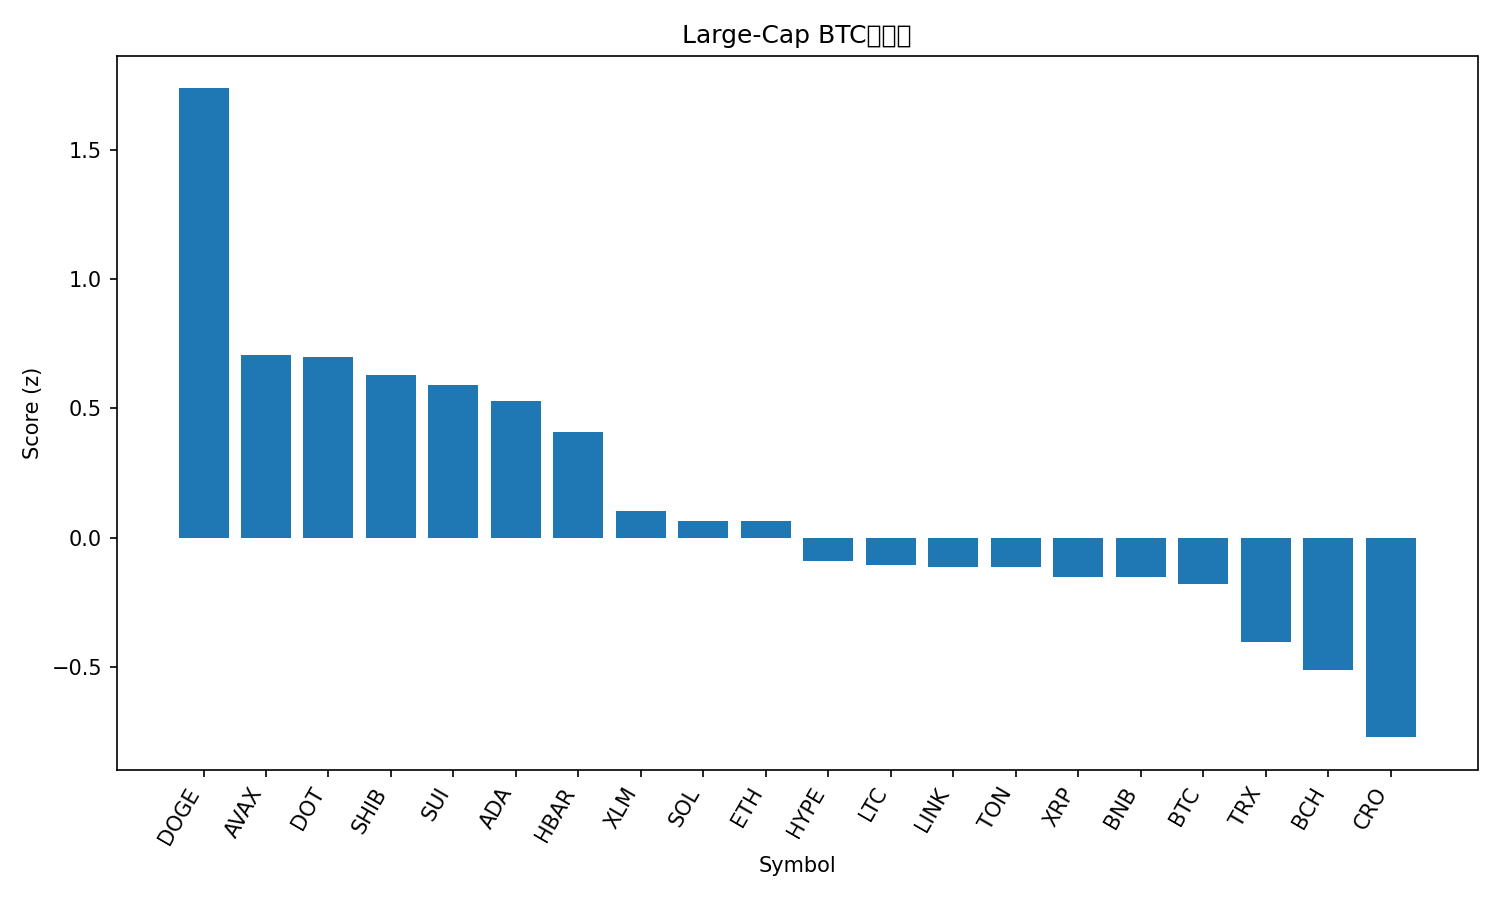 Large-Cap BTC
1.5
1.0
0.5
0.0
−0.5
Score (z)
DOGE
AVAX
DOT
SHIB
SUI
ADA
HBAR
XLM
SOL
ETH
HYPE
LTC
LINK
TON
XRP
BNB
BTC
TRX
BCH
CRO
Symbol